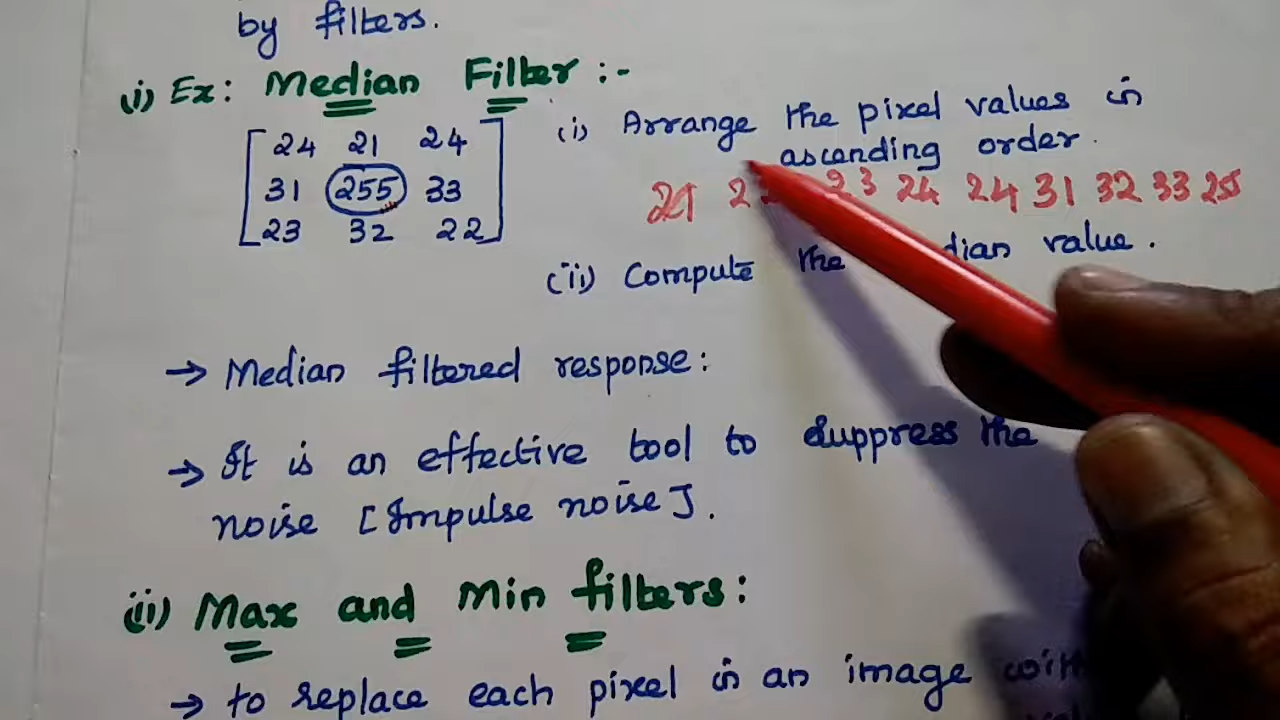 by filters.
(i) Ex: Median Filter :-
24 21 24
31 255 33
23 32 22
(i) Arrange the pixel values in
ascending order.
21 23 24 24 31 32 33 255
(ii) Compute the dian value.
→ Median filtered response:
→ It is an effective tool to suppress the
noise [Impulse noise].
(ii) Max and Min filters:
→ to replace each pixel in an image with